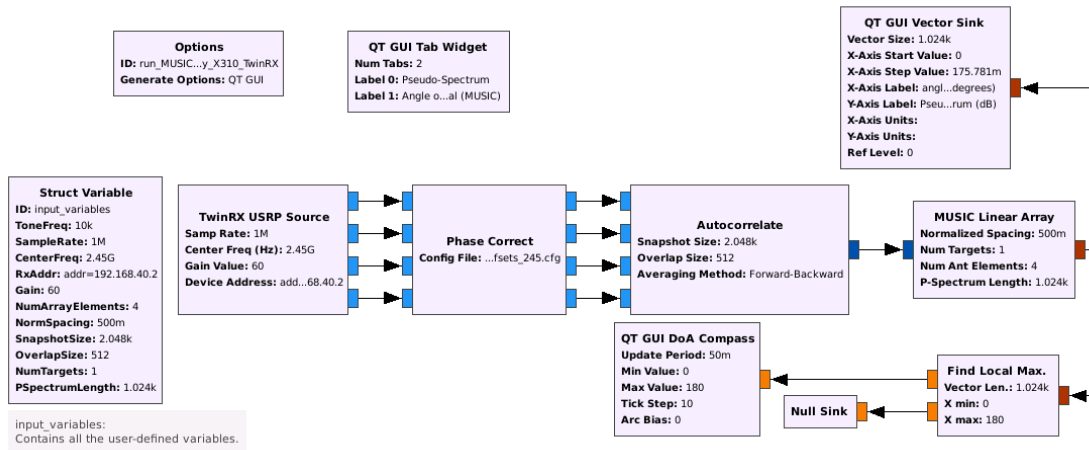 Options
ID: run_MUSIC...y_X310_TwinRX
Generate Options: QT GUI
QT GUI Tab Widget
Num Tabs: 2
Label 0: Pseudo-Spectrum
Label 1: Angle o...al (MUSIC)
QT GUI Vector Sink
Vector Size: 1.024k
X-Axis Start Value: 0
X-Axis Step Value: 175.781m
X-Axis Label: angl...degrees)
Y-Axis Label: Pseu...rum (dB)
X-Axis Units:
Y-Axis Units:
Ref Level: 0
Struct Variable
ID: input_variables
ToneFreq: 10k
SampleRate: 1M
CenterFreq: 2.45G
RxAddr: addr=192.168.40.2
Gain: 60
NumArrayElements: 4
NormSpacing: 500m
SnapshotSize: 2.048k
OverlapSize: 512
NumTargets: 1
PSpectrumLength: 1.024k
TwinRX USRP Source
Samp Rate: 1M
Center Freq (Hz): 2.45G
Gain Value: 60
Device Address: add...68.40.2
Phase Correct
Config File: ...fsets_245.cfg
Autocorrelate
Snapshot Size: 2.048k
Overlap Size: 512
Averaging Method: Forward-Backward
MUSIC Linear Array
Normalized Spacing: 500m
Num Targets: 1
Num Ant Elements: 4
P-Spectrum Length: 1.024k
QT GUI DoA Compass
Update Period: 50m
Min Value: 0
Max Value: 180
Tick Step: 10
Arc Bias: 0
Null Sink
Find Local Max.
Vector Len.: 1.024k
X min: 0
X max: 180
input_variables:
Contains all the user-defined variables.